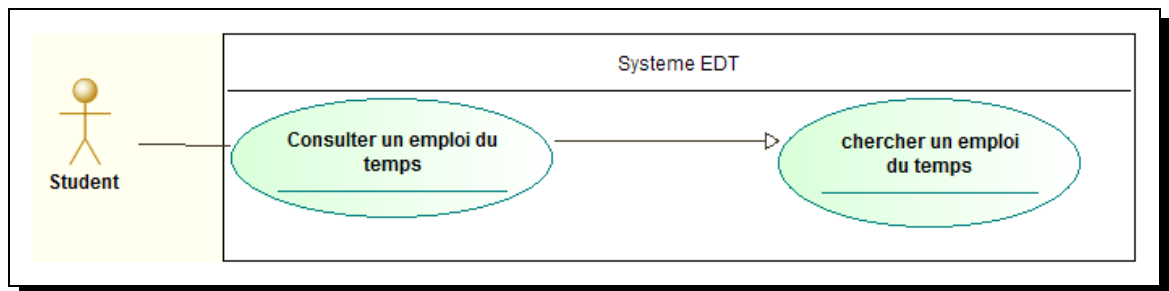 Systeme EDT
Consulter un emploi du
temps
chercher un emploi
du temps
Student